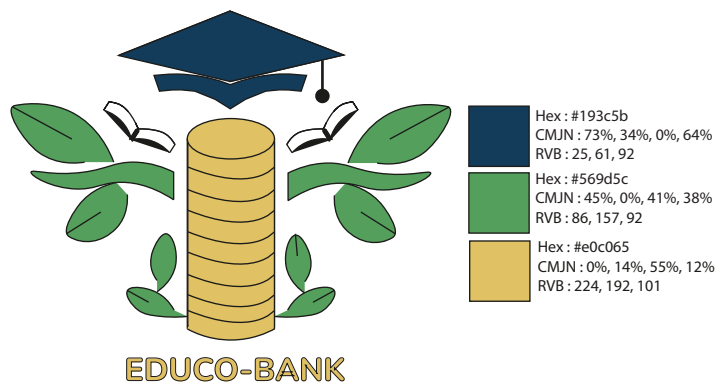 Hex : #193c5b
CMJN : 73%, 34%, 0%, 64%
RVB : 25, 61, 92
Hex : #569d5c
CMJN : 45%, 0%, 41%, 38%
RVB : 86, 157, 92
Hex : #e0c065
CMJN : 0%, 14%, 55%, 12%
RVB : 224, 192, 101
EDUCO-BANK